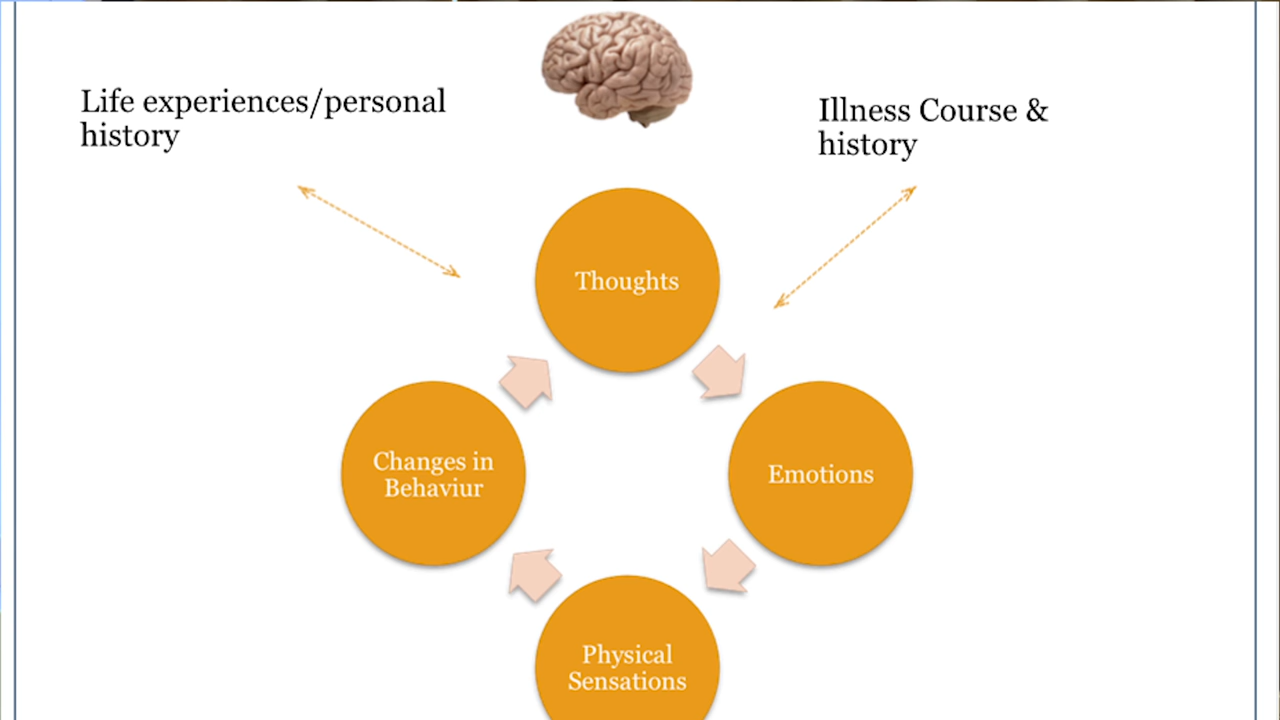 Life experiences/personal
history
Illness Course &
history
Thoughts
Emotions
Physical
Sensations
Changes in
Behaviur